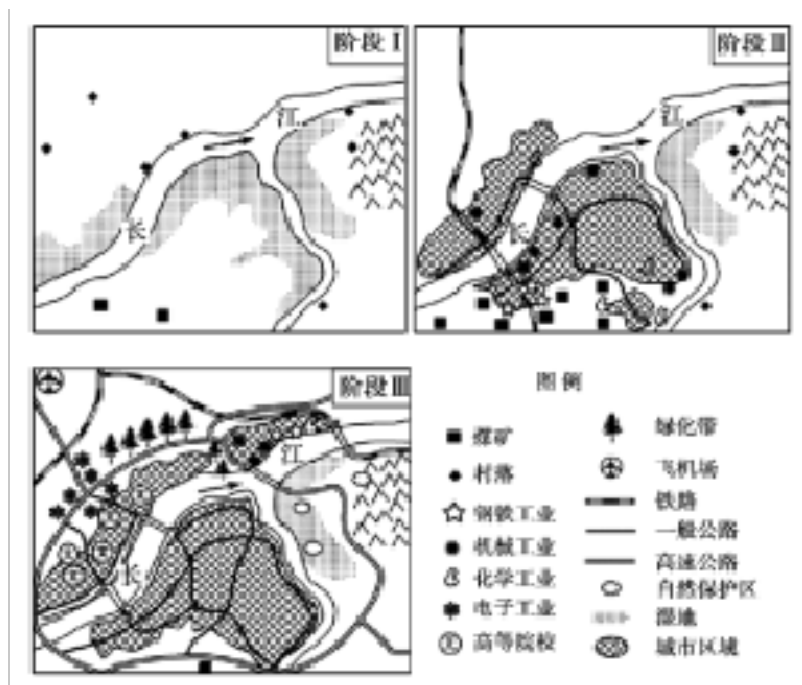 阶段Ⅰ
江
长
阶段Ⅱ
江
长
阶段Ⅲ
江
长
图例
煤矿
村落
钢铁工业
机械工业
化学工业
电子工业
高等院校
绿化带
飞机场
铁路
一般公路
高速公路
自然保护区
湿地
城市区域